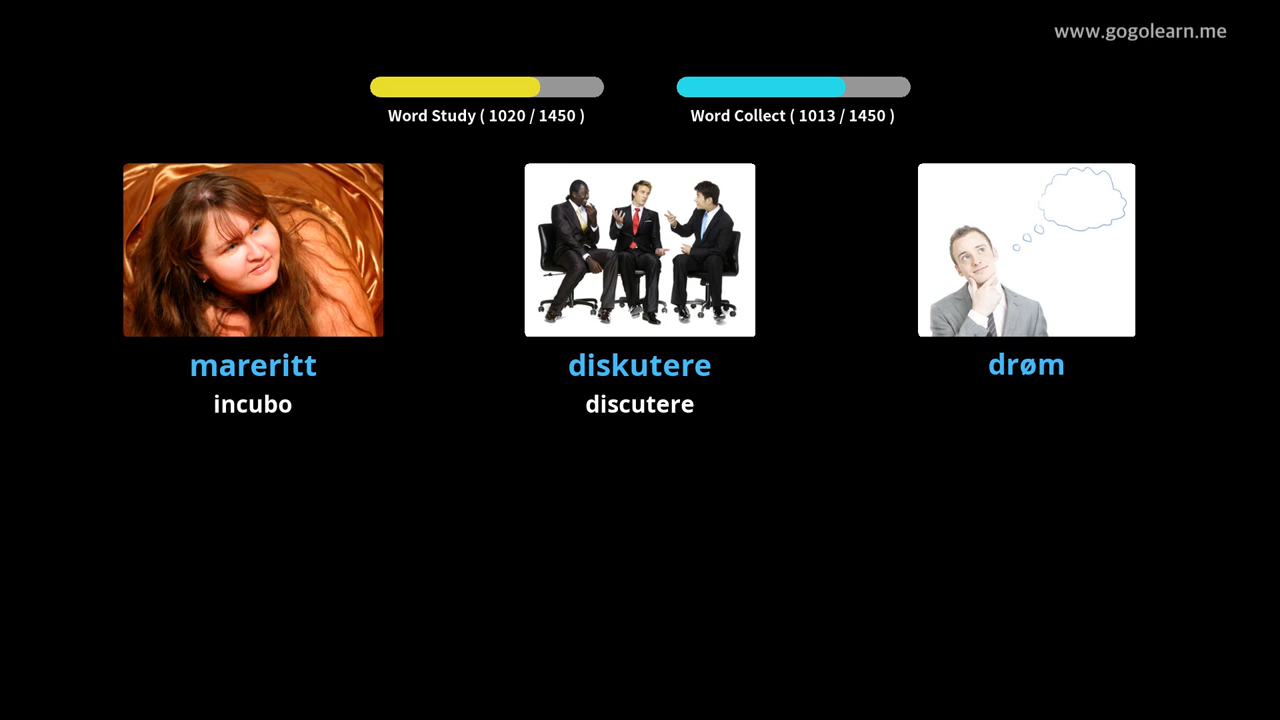 www.gogolearn.me
Word Study ( 1020 / 1450 )
Word Collect ( 1013 / 1450 )
mareritt
diskutere
drøm
incubo
discutere